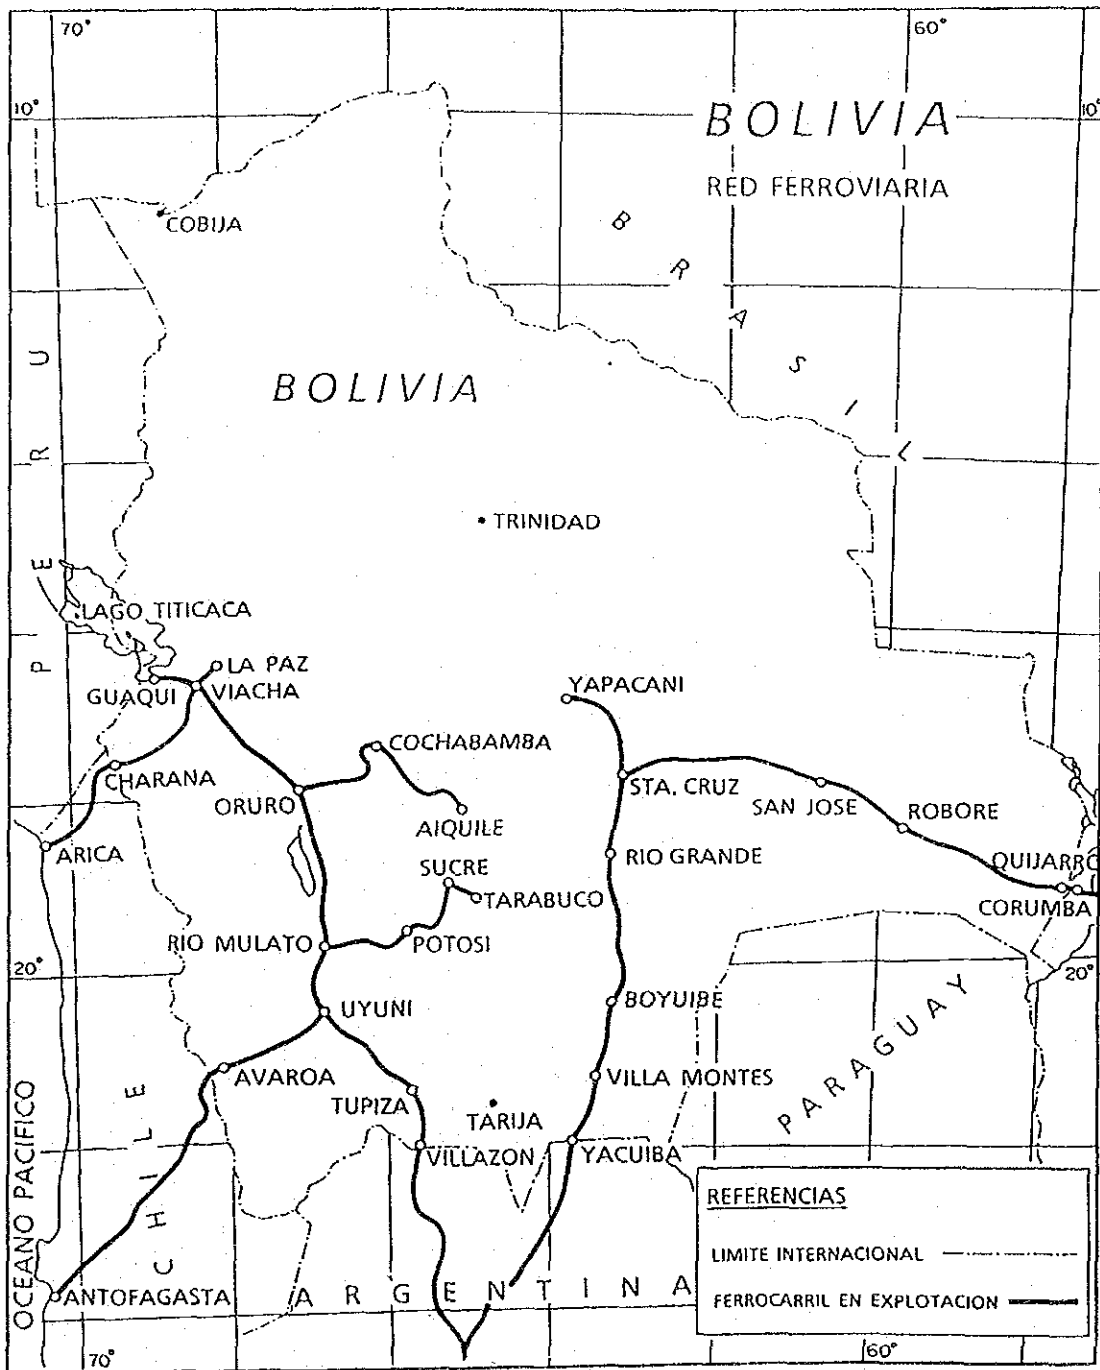 70°
60°
10°
BOLIVIA
10°
RED FERROVIARIA
COBIJA
BRASIL
PERU
BOLIVIA
TRINIDAD
LAGO TITICACA
LA PAZ
GUAQUI
VIACHA
YAPACANI
COCHABAMBA
CHARANA
ORURO
STA. CRUZ
SAN JOSE
AIQUILE
ROBORE
ARICA
SUCRE
RIO GRANDE
QUIJARRO
TARABUCO
CORUMBA
RIO MULATO
POTOSI
20°
20°
UYUNI
BOYUIBE
PARAGUAY
AVAROA
VILLA MONTES
TUPIZA
TARIJA
VILLAZON
YACUIBA
OCEANO PACIFICO
CHILE
REFERENCIAS
LIMITE INTERNACIONAL
FERROCARRIL EN EXPLOTACION
ANTOFAGASTA
ARGENTINA
70°
60°